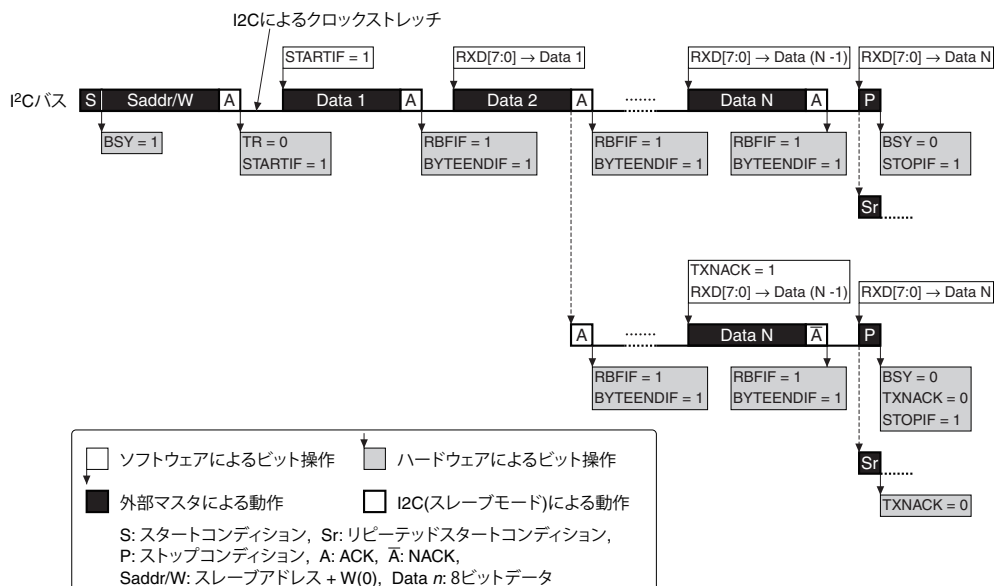 I2Cによるクロックストレッチ
STARTIF = 1
RXD[7:0] → Data 1
RXD[7:0] → Data (N -1)
RXD[7:0] → Data N
I²Cバス
S
Saddr/W
A
Data 1
A
Data 2
A
Data N
A
P
BSY = 1
TR = 0
STARTIF = 1
RBFIF = 1
BYTEENDIF = 1
RBFIF = 1
BYTEENDIF = 1
RBFIF = 1
BYTEENDIF = 1
BSY = 0
STOPIF = 1
Sr
TXNACK = 1
RXD[7:0] → Data (N -1)
RXD[7:0] → Data N
A
Data N
A̅
P
RBFIF = 1
BYTEENDIF = 1
RBFIF = 1
BYTEENDIF = 1
BSY = 0
TXNACK = 0
STOPIF = 1
Sr
TXNACK = 0
ソフトウェアによるビット操作
ハードウェアによるビット操作
外部マスタによる動作
I2C(スレーブモード)による動作
S: スタートコンディション, Sr: リピーテッドスタートコンディション,
P: ストップコンディション, A: ACK, A̅: NACK,
Saddr/W: スレーブアドレス + W(0), Data n: 8ビットデータ